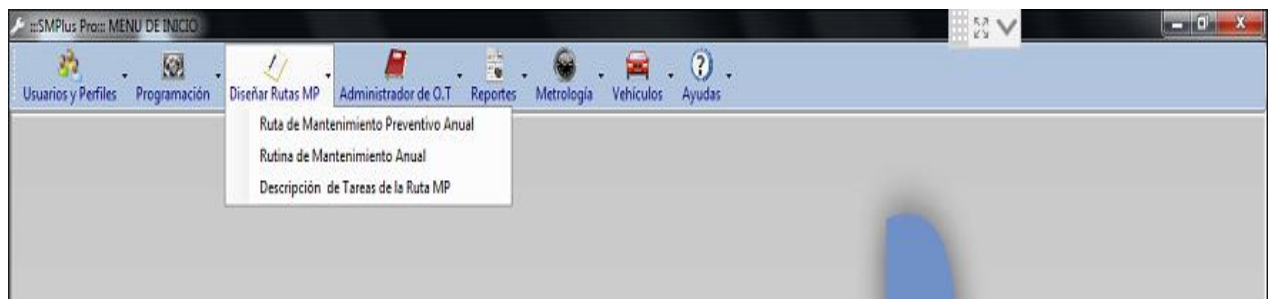 :::SMPlus Pro::: MENU DE INICIO
Usuarios y Perfiles Programación Diseñar Rutas MP Administrador de O.T Reportes Metrología Vehículos Ayudas
Ruta de Mantenimiento Preventivo Anual
Rutina de Mantenimiento Anual
Descripción de Tareas de la Ruta MP